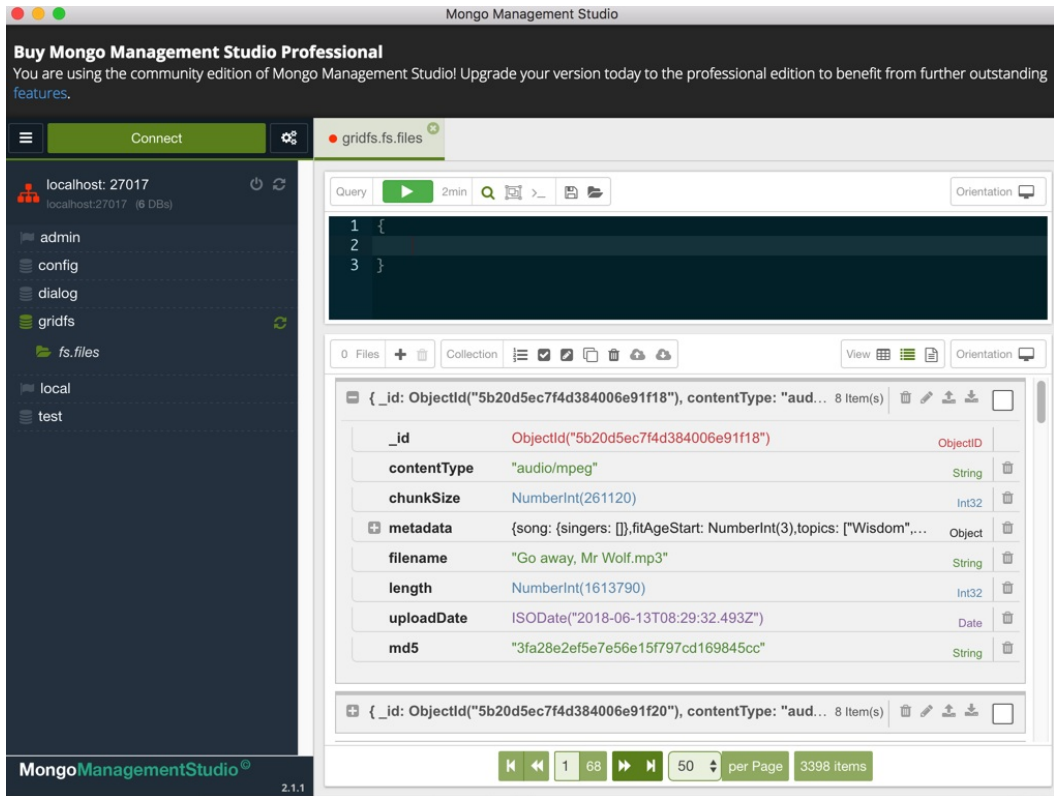 Mongo Management Studio
Buy Mongo Management Studio Professional
You are using the community edition of Mongo Management Studio! Upgrade your version today to the professional edition to benefit from further outstanding
features.
Connect
gridfs.fs.files
localhost: 27017
localhost:27017 (6 DBs)
admin
config
dialog
gridfs
fs.files
local
test
Query 2min >_ Orientation
1 {
2
3 }
0 Files Collection View Orientation
{ _id: ObjectId("5b20d5ec7f4d384006e91f18"), contentType: "aud... 8 Item(s)
_id ObjectId("5b20d5ec7f4d384006e91f18") ObjectID
contentType "audio/mpeg" String
chunkSize NumberInt(261120) Int32
metadata {song: {singers: []},fitAgeStart: NumberInt(3),topics: ["Wisdom",... Object
filename "Go away, Mr Wolf.mp3" String
length NumberInt(1613790) Int32
uploadDate ISODate("2018-06-13T08:29:32.493Z") Date
md5 "3fa28e2ef5e7e56e15f797cd169845cc" String
{ _id: ObjectId("5b20d5ec7f4d384006e91f20"), contentType: "aud... 8 Item(s)
1 68 50 per Page 3398 items
MongoManagementStudio©
2.1.1